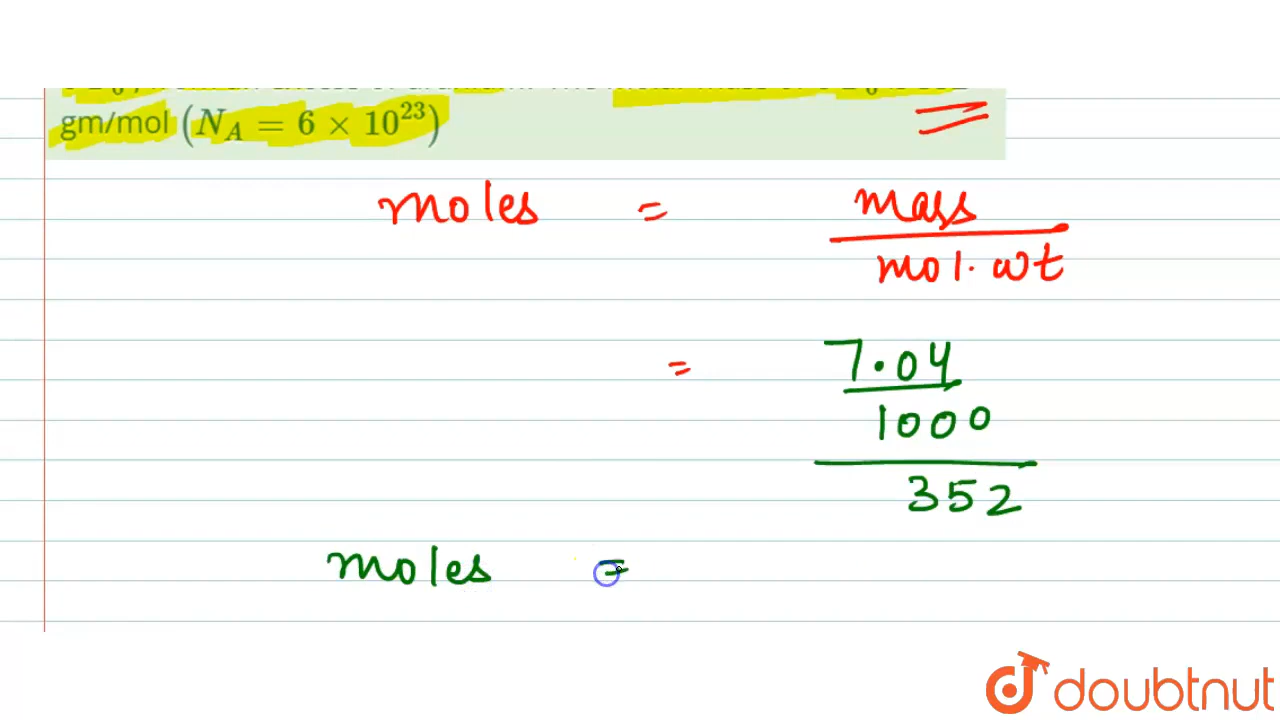 gm/mol (N_A = 6 × 10^23)
moles = mass
mol. wt
= 7.04
1000
352
moles =
doubtnut